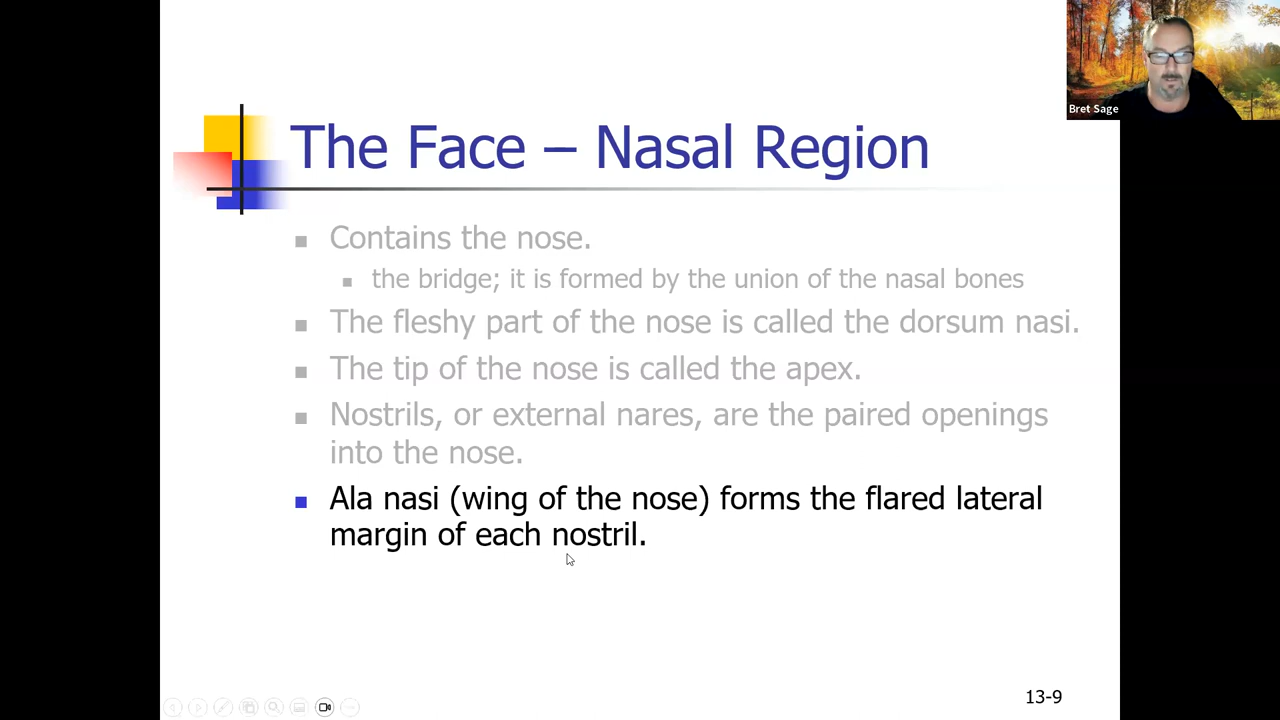 Bret Sage
The Face – Nasal Region
Contains the nose.
the bridge; it is formed by the union of the nasal bones
The fleshy part of the nose is called the dorsum nasi.
The tip of the nose is called the apex.
Nostrils, or external nares, are the paired openings
into the nose.
Ala nasi (wing of the nose) forms the flared lateral
margin of each nostril.
13-9